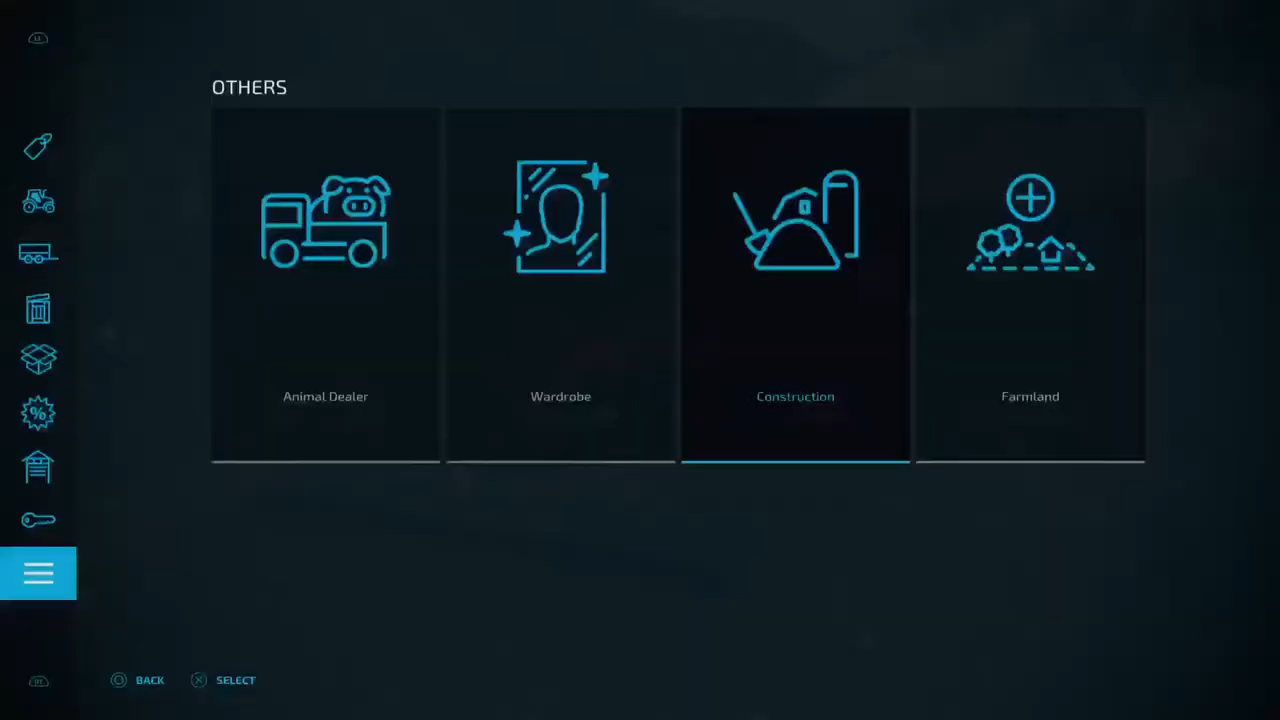 OTHERS
Animal Dealer
Wardrobe
Construction
Farmland
%
BACK
SELECT